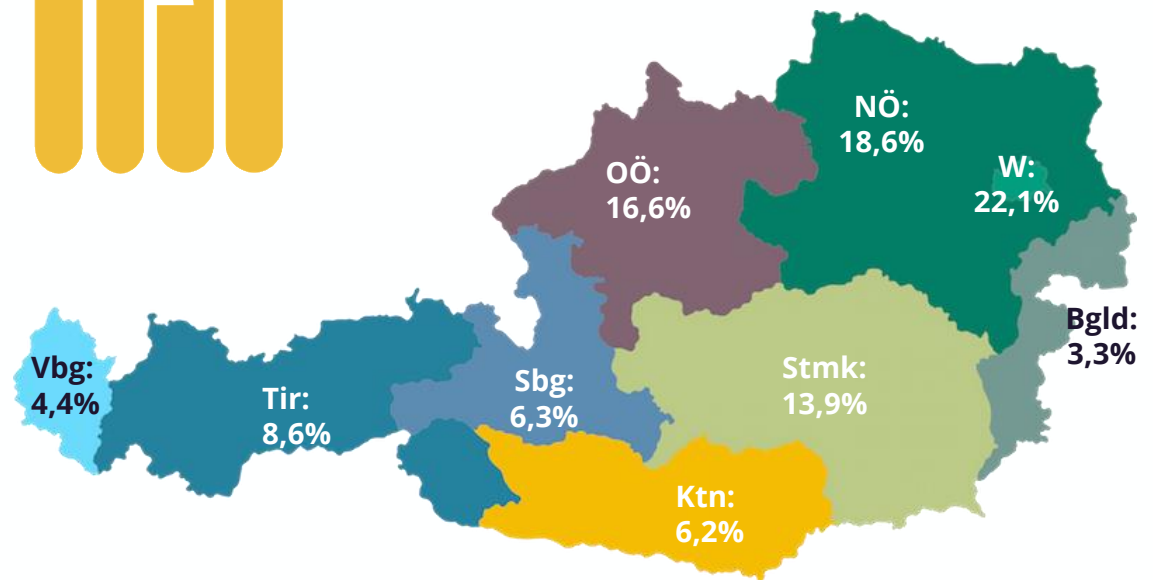 NÖ:
18,6%
W:
22,1%
OÖ:
16,6%
Bgld:
3,3%
Vbg:
4,4%
Tir:
8,6%
Sbg:
6,3%
Stmk:
13,9%
Ktn:
6,2%